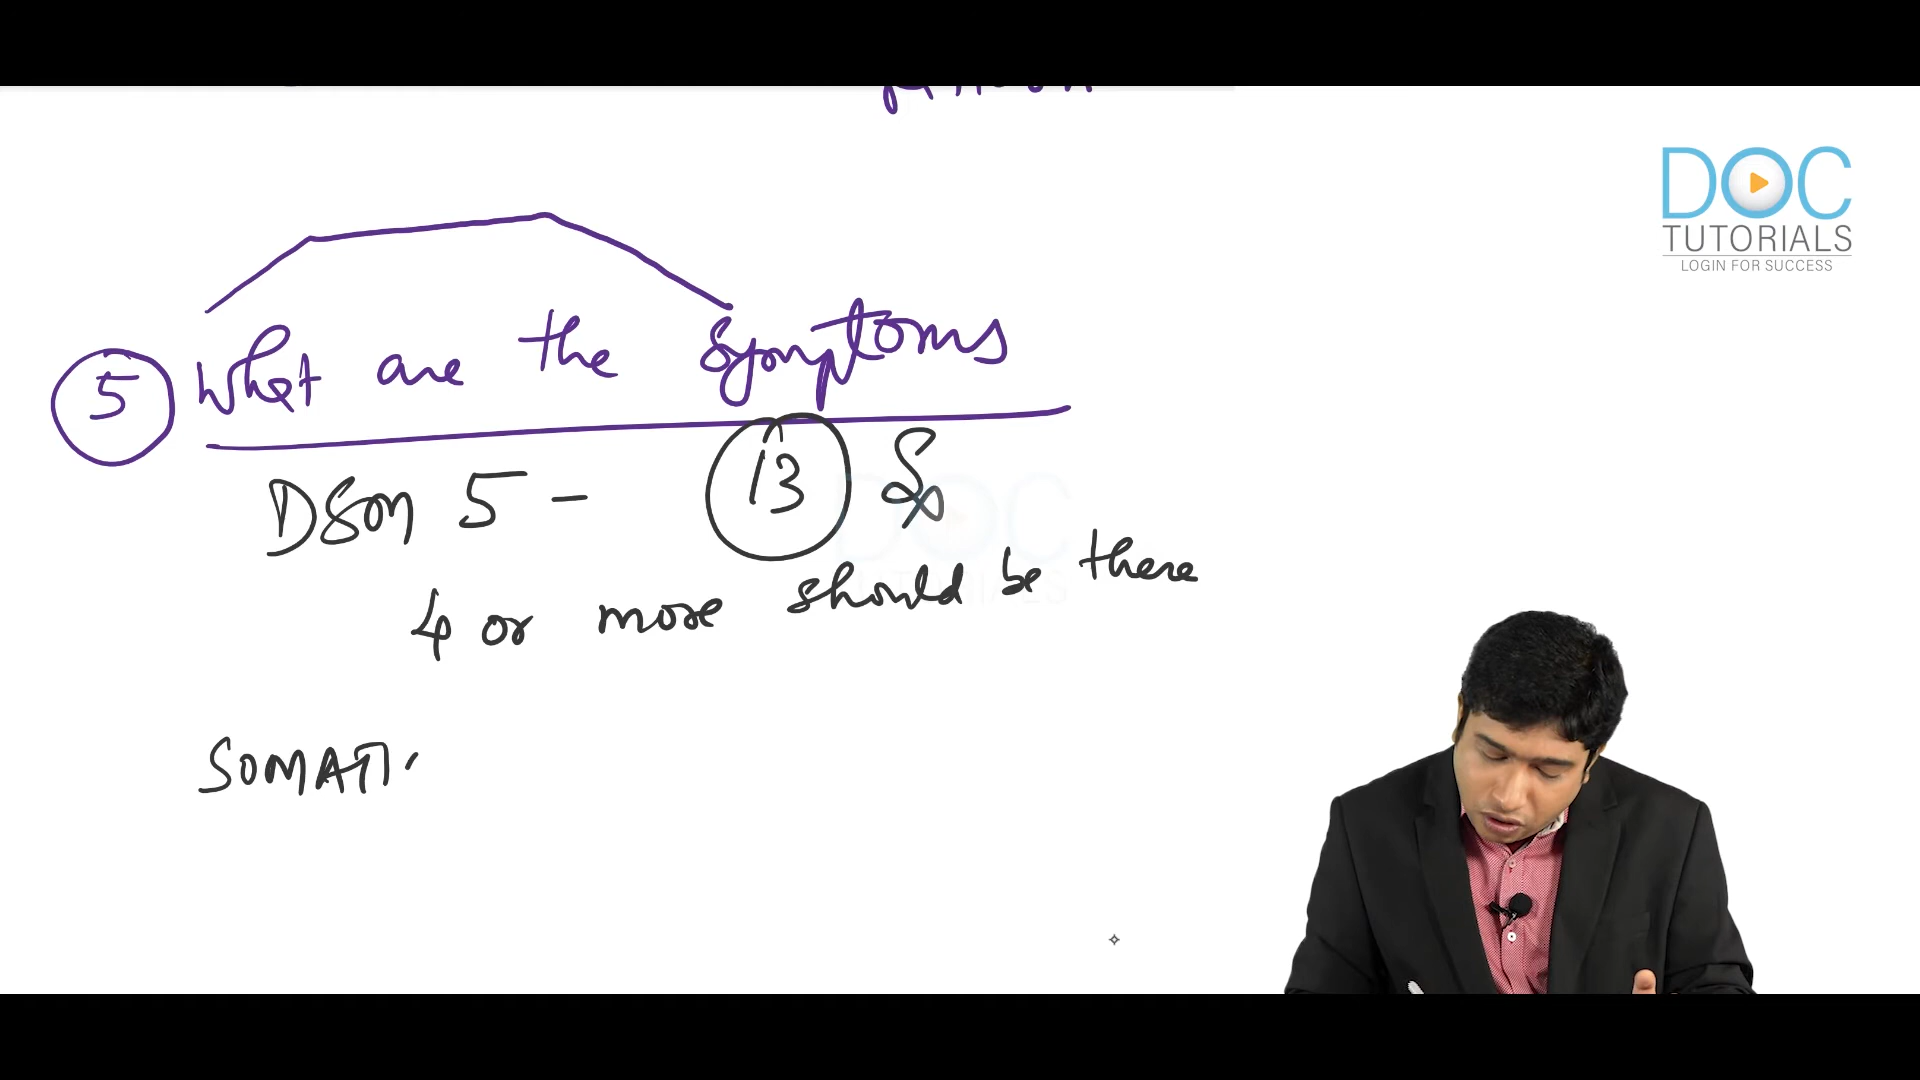 5 What are the symptoms
DSM 5 - 13 Sx
4 or more should be there
SOMATI
DOC
TUTORIALS
LOGIN FOR SUCCESS